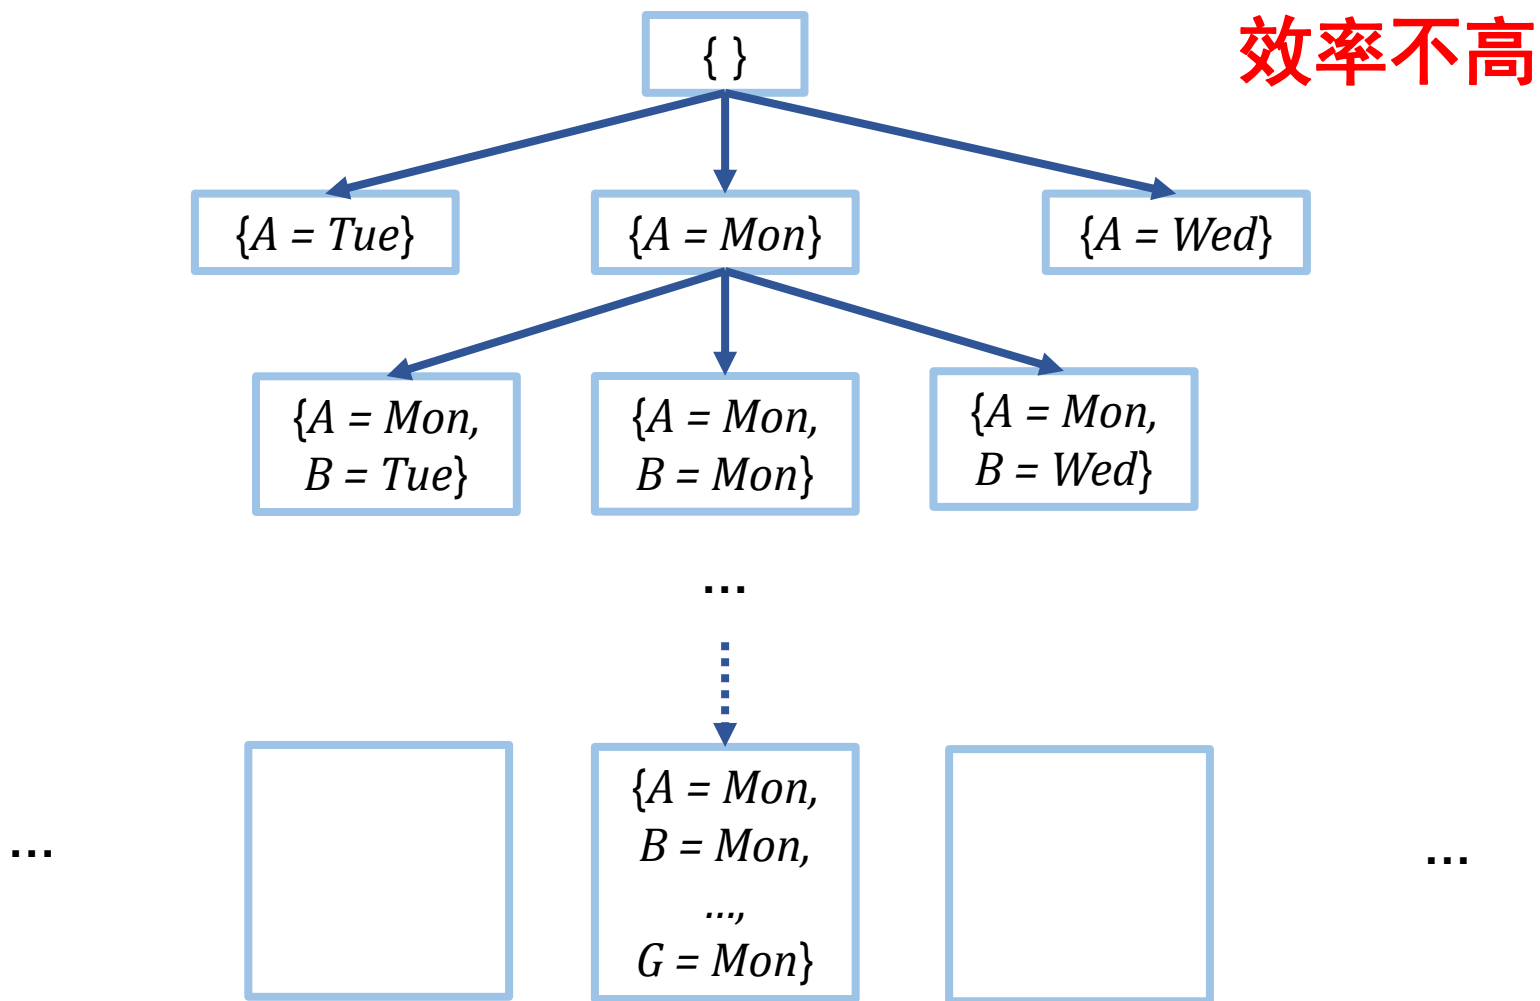 { }
效率不高
{A = Tue}
{A = Mon}
{A = Wed}
{A = Mon,
B = Tue}
{A = Mon,
B = Mon}
{A = Mon,
B = Wed}
...
...
{A = Mon,
B = Mon,
...,
G = Mon}
...